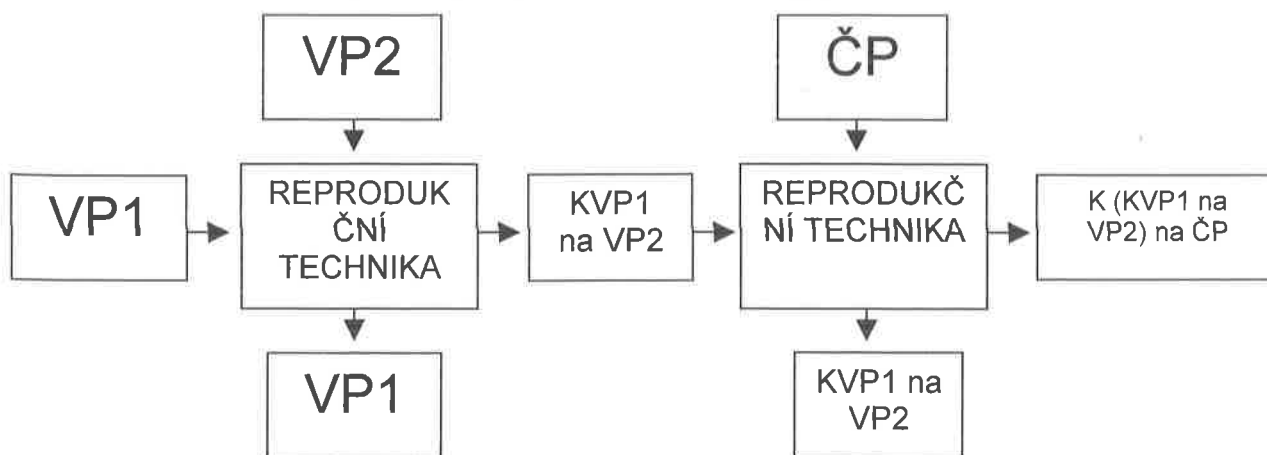 VP2
ČP
VP1
REPRODUK
ČNÍ
TECHNIKA
KVP1
na VP2
REPRODUKČ
NÍ TECHNIKA
K (KVP1 na
VP2) na ČP
VP1
KVP1 na
VP2